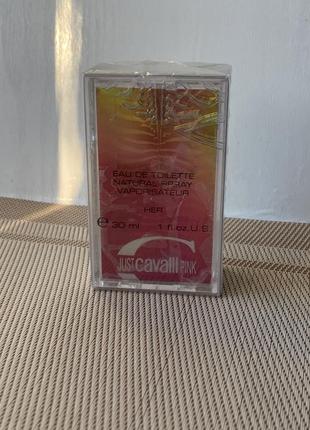 EAU DE TOILETTE
NATURAL SPRAY
VAPORISATEUR
HER
e 30 ml 1 fl.oz.U.S
JUST cavalli PINK